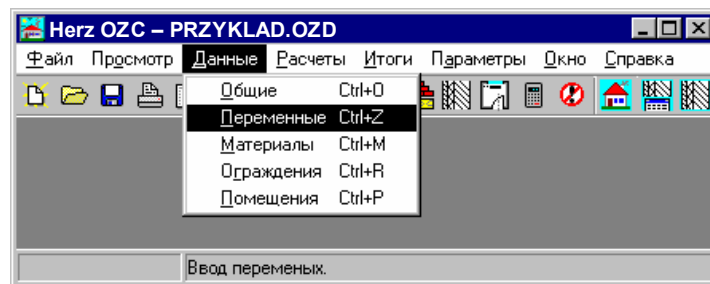 Herz OZC – PRZYKLAD.OZD
Файл Просмотр Данные Расчеты Итоги Параметры Окно Справка
Общие Ctrl+O
Переменные Ctrl+Z
Материалы Ctrl+M
Ограждения Ctrl+R
Помещения Ctrl+P
Ввод переменых.